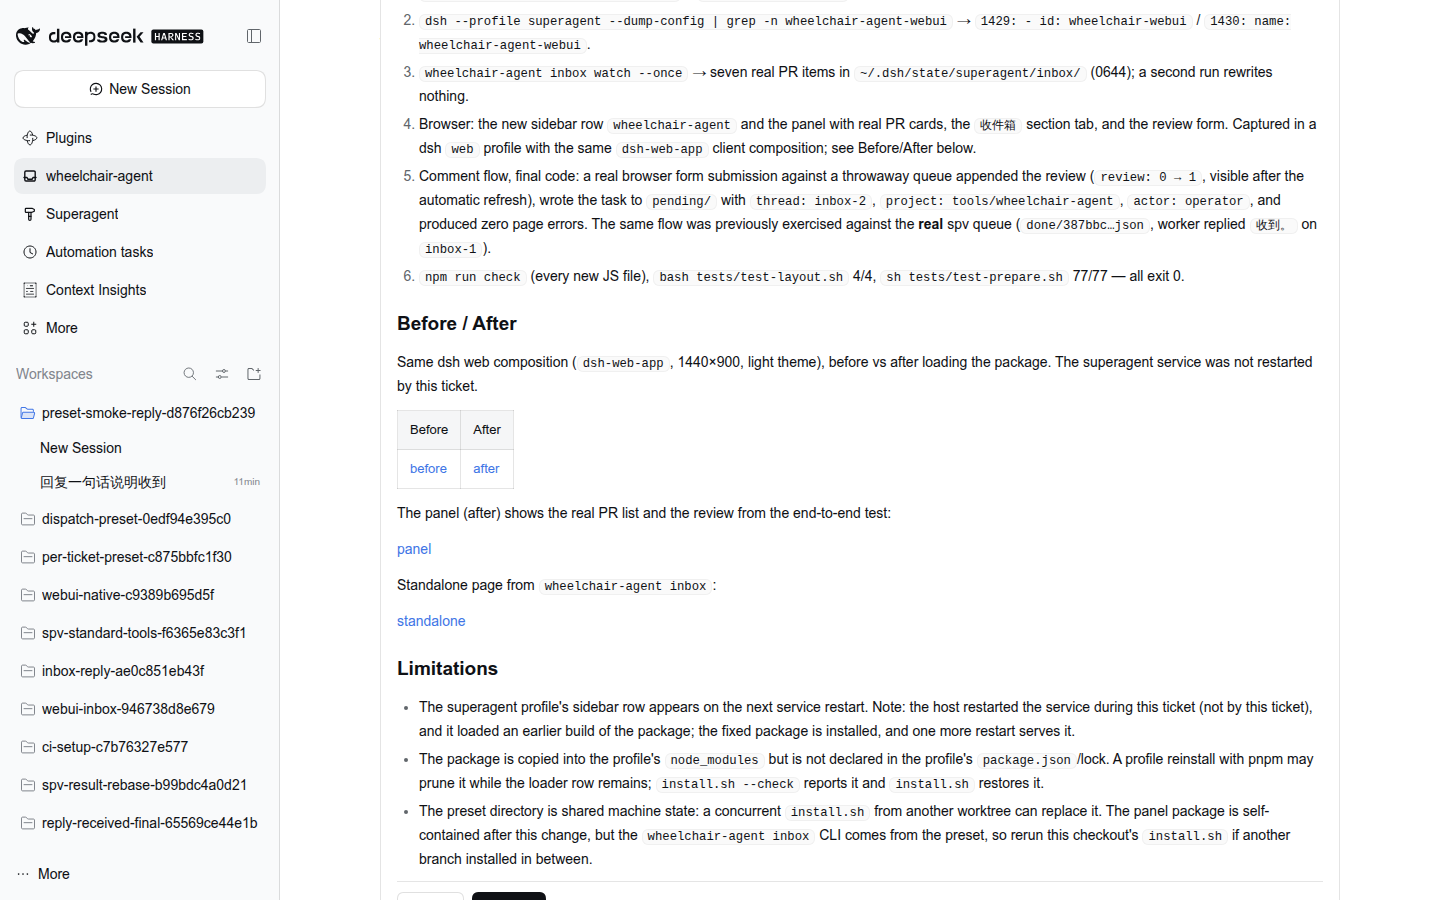 deepseek HARNESS
New Session
Plugins
wheelchair-agent
Superagent
Automation tasks
Context Insights
More
Workspaces
preset-smoke-reply-d876f26cb239
New Session
回复一句话说明收到 11min
dispatch-preset-0edf94e395c0
per-ticket-preset-c875bbfc1f30
webui-native-c9389b695d5f
spv-standard-tools-f6365e83c3f1
inbox-reply-ae0c851eb43f
webui-inbox-946738d8e679
ci-setup-c7b76327e577
spv-result-rebase-b99bdc4a0d21
reply-received-final-65569ce44e1b
More
2. dsh --profile superagent --dump-config | grep -n wheelchair-agent-webui → 1429: - id: wheelchair-webui / 1430: name:
wheelchair-agent-webui .
3. wheelchair-agent inbox watch --once → seven real PR items in ~/.dsh/state/superagent/inbox/ (0644); a second run rewrites
nothing.
4. Browser: the new sidebar row wheelchair-agent and the panel with real PR cards, the 收件箱 section tab, and the review form. Captured in a
dsh web profile with the same dsh-web-app client composition; see Before/After below.
5. Comment flow, final code: a real browser form submission against a throwaway queue appended the review ( review: 0 → 1 , visible after the
automatic refresh), wrote the task to pending/ with thread: inbox-2 , project: tools/wheelchair-agent , actor: operator , and
produced zero page errors. The same flow was previously exercised against the real spv queue ( done/387bbc…json , worker replied 收到。 on
inbox-1 ).
6. npm run check (every new JS file), bash tests/test-layout.sh 4/4, sh tests/test-prepare.sh 77/77 — all exit 0.
Before / After
Same dsh web composition ( dsh-web-app , 1440×900, light theme), before vs after loading the package. The superagent service was not restarted
by this ticket.
Before After
before after
The panel (after) shows the real PR list and the review from the end-to-end test:
panel
Standalone page from wheelchair-agent inbox :
standalone
Limitations
• The superagent profile's sidebar row appears on the next service restart. Note: the host restarted the service during this ticket (not by this ticket),
and it loaded an earlier build of the package; the fixed package is installed, and one more restart serves it.
• The package is copied into the profile's node_modules but is not declared in the profile's package.json /lock. A profile reinstall with pnpm may
prune it while the loader row remains; install.sh --check reports it and install.sh restores it.
• The preset directory is shared machine state: a concurrent install.sh from another worktree can replace it. The panel package is self-
contained after this change, but the wheelchair-agent inbox CLI comes from the preset, so rerun this checkout's install.sh if another
branch installed in between.